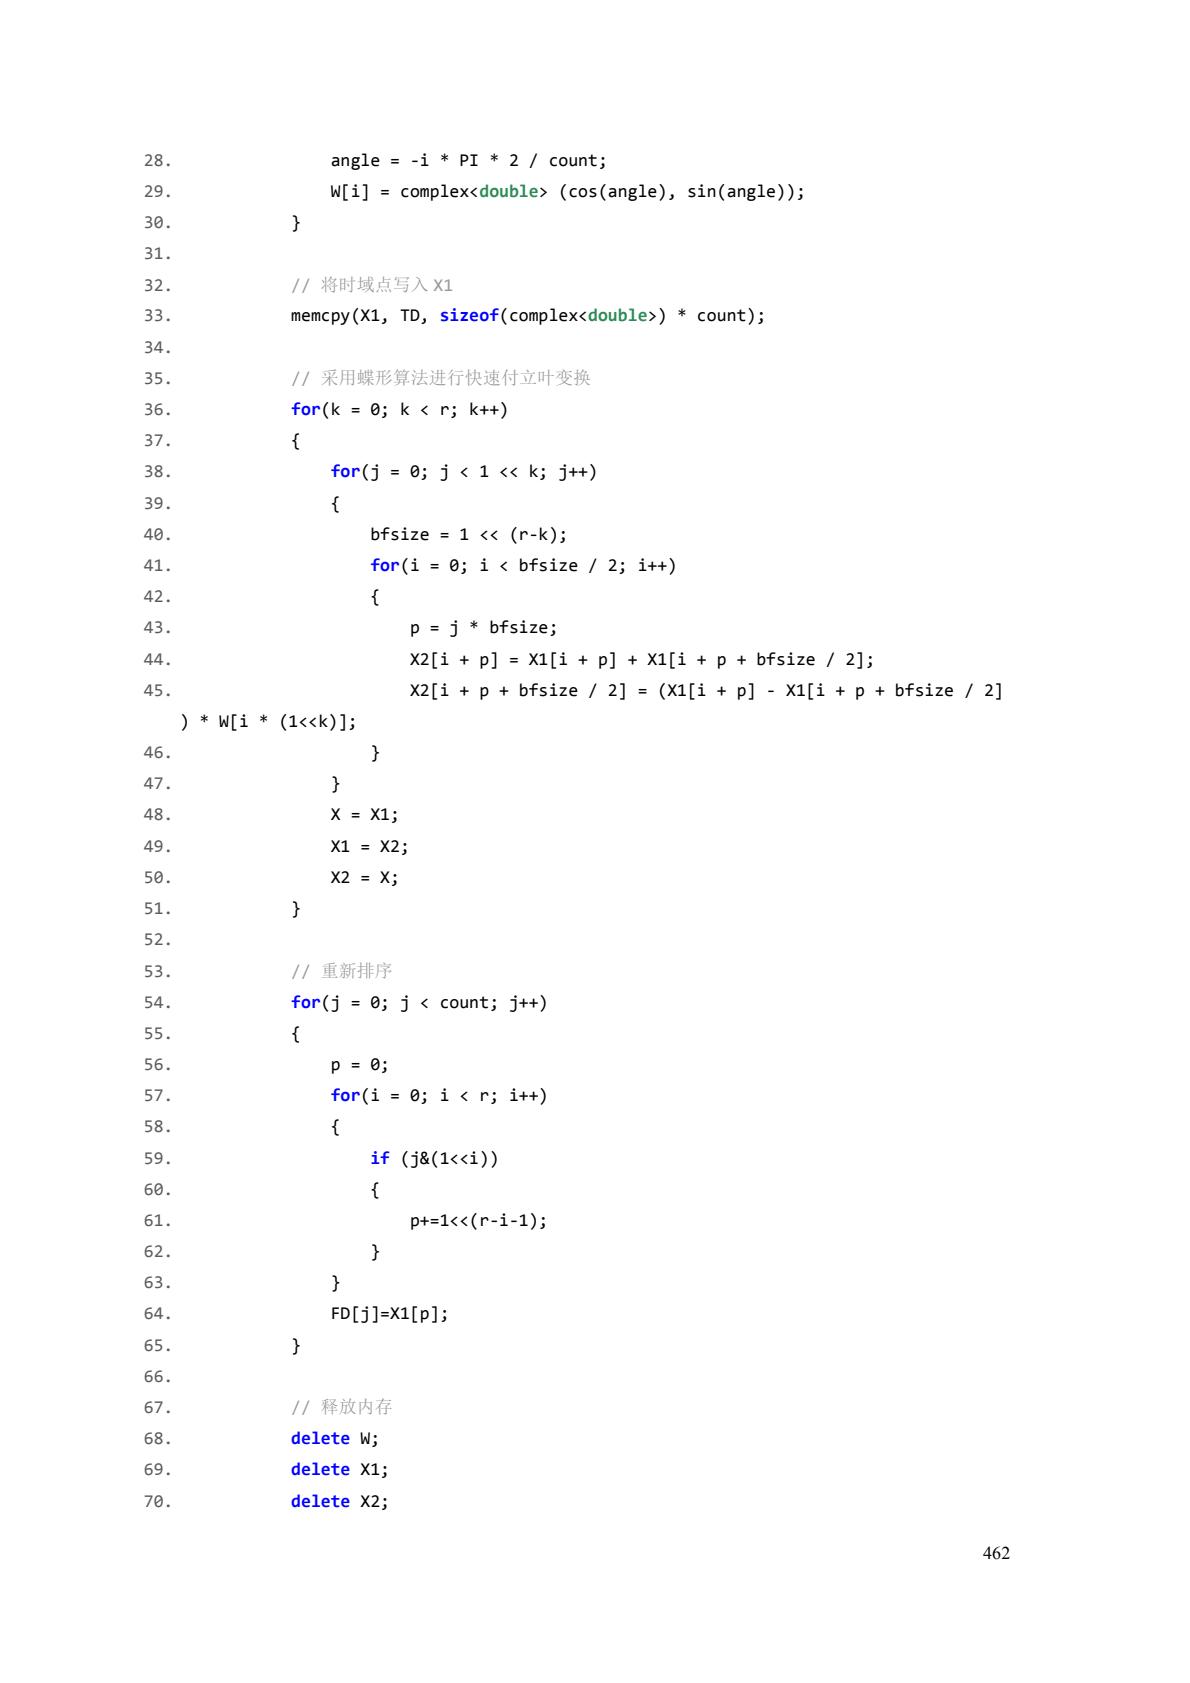 28.                angle = -i * PI * 2 / count;
29.                W[i] = complex<double> (cos(angle), sin(angle));
30.            }
31.
32.            // 将时域点写入 X1
33.            memcpy(X1, TD, sizeof(complex<double>) * count);
34.
35.            // 采用蝶形算法进行快速付立叶变换
36.            for(k = 0; k < r; k++)
37.            {
38.                for(j = 0; j < 1 << k; j++)
39.                {
40.                    bfsize = 1 << (r-k);
41.                    for(i = 0; i < bfsize / 2; i++)
42.                    {
43.                        p = j * bfsize;
44.                        X2[i + p] = X1[i + p] + X1[i + p + bfsize / 2];
45.                        X2[i + p + bfsize / 2] = (X1[i + p] - X1[i + p + bfsize / 2]
) * W[i * (1<<k)];
46.                    }
47.                }
48.                X = X1;
49.                X1 = X2;
50.                X2 = X;
51.            }
52.
53.            // 重新排序
54.            for(j = 0; j < count; j++)
55.            {
56.                p = 0;
57.                for(i = 0; i < r; i++)
58.                {
59.                    if (j&(1<<i))
60.                    {
61.                        p+=1<<(r-i-1);
62.                    }
63.                }
64.                FD[j]=X1[p];
65.            }
66.
67.            // 释放内存
68.            delete W;
69.            delete X1;
70.            delete X2;
462